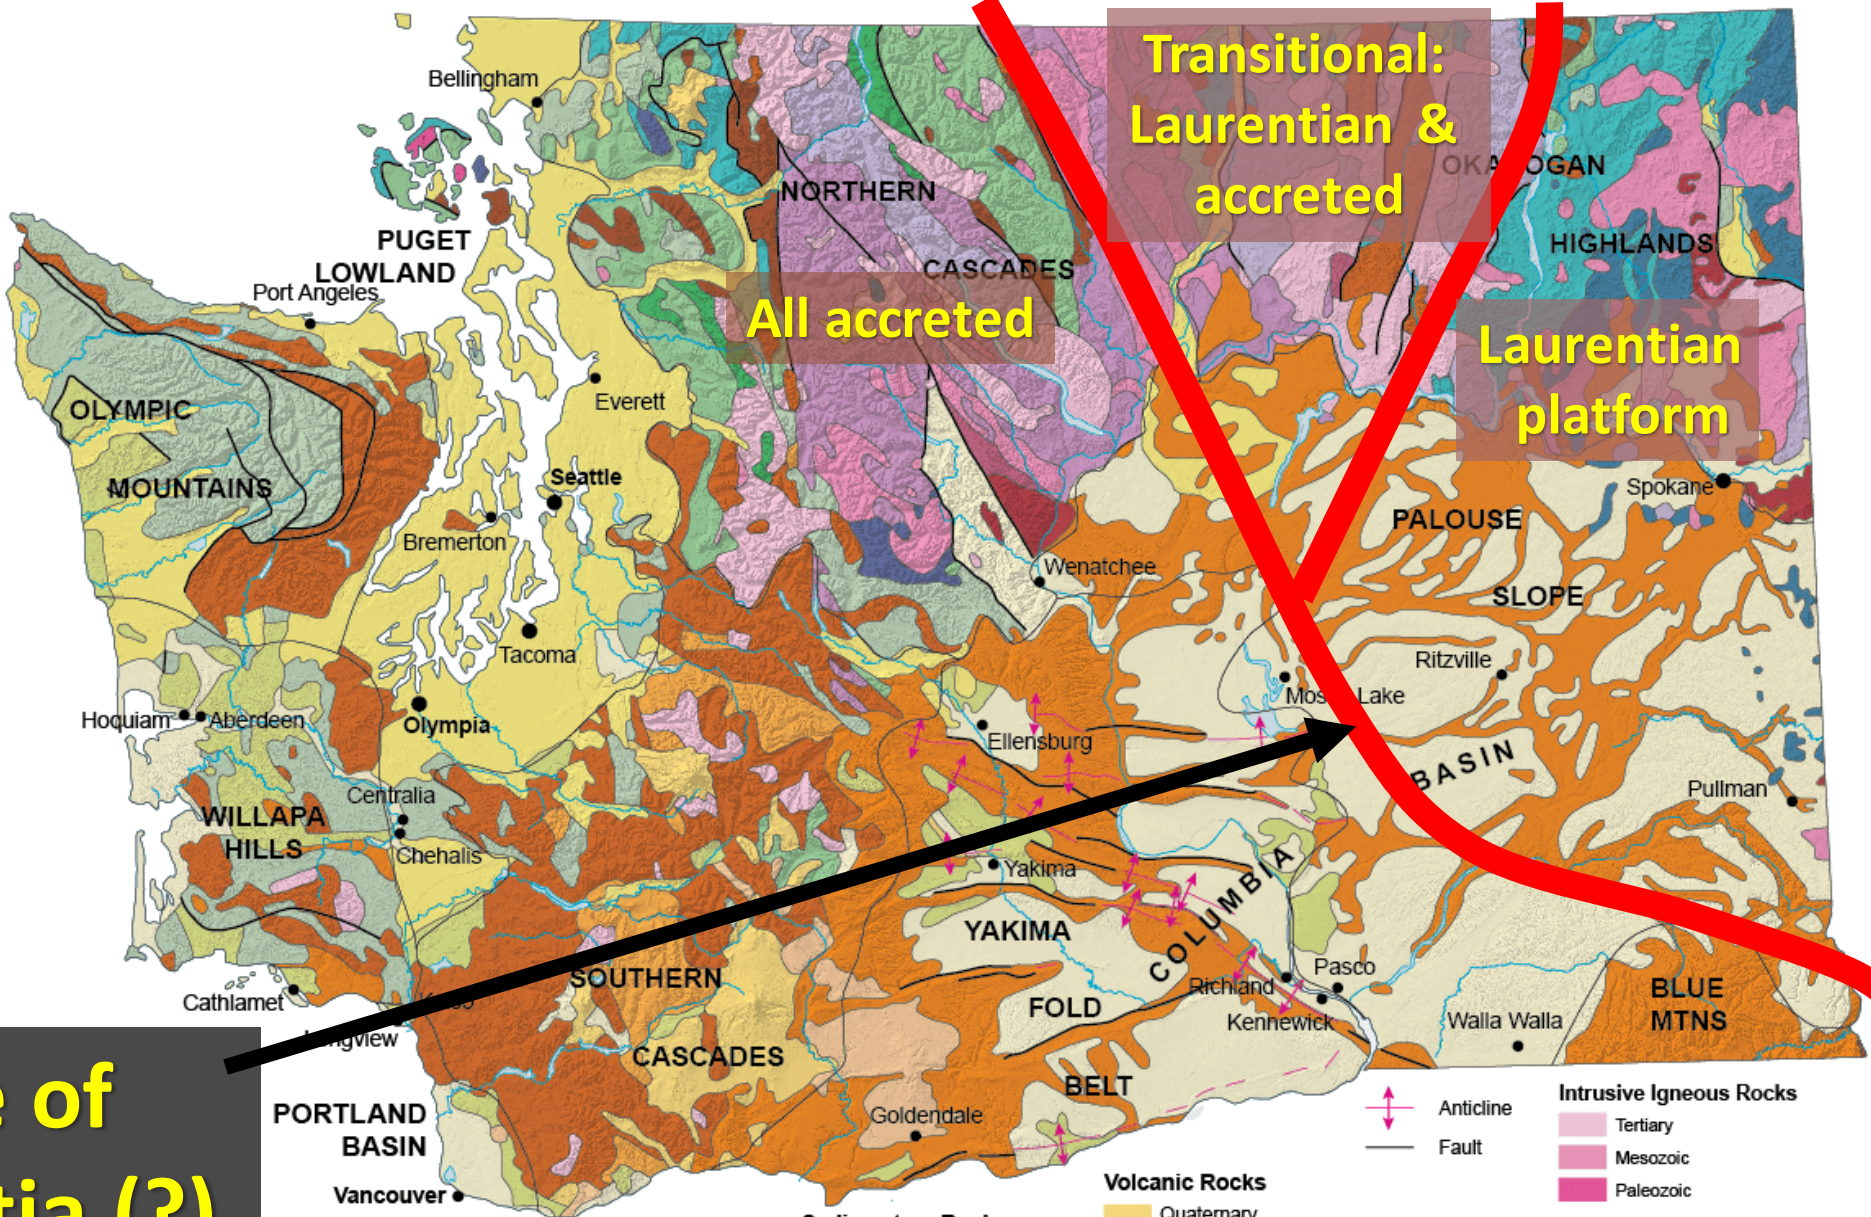 Transitional:
Laurentian &
accreted
Bellingham
OKANOGAN
NORTHERN
HIGHLANDS
PUGET
LOWLAND
CASCADES
Port Angeles
All accreted
Laurentian
platform
Everett
OLYMPIC
MOUNTAINS
Seattle
Spokane
PALOUSE
Bremerton
Wenatchee
SLOPE
Tacoma
Ritzville
Moses Lake
Hoquiam
Aberdeen
Olympia
Ellensburg
BASIN
Centralia
Pullman
WILLAPA
HILLS
Chehalis
Yakima
COLUMBIA
YAKIMA
Pasco
SOUTHERN
Richland
Cathlamet
FOLD
Kennewick
BLUE
MTNS
Walla Walla
CASCADES
BELT
e of
tia (?)
PORTLAND
BASIN
Goldendale
Vancouver
Anticline
Fault
Intrusive Igneous Rocks
Tertiary
Mesozoic
Paleozoic
Volcanic Rocks
Quaternary